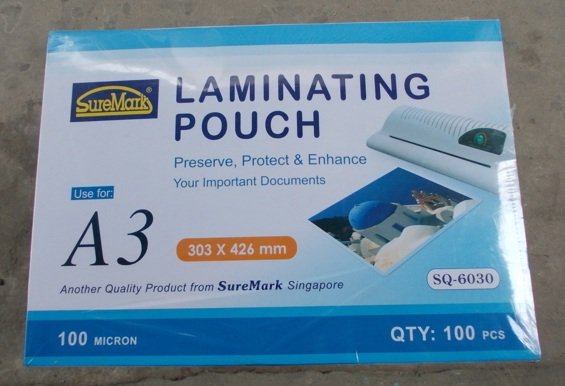 SureMark®
LAMINATING
POUCH
Preserve, Protect & Enhance
Your Important Documents
Use for:
A3
303 X 426 mm
SQ-6030
Another Quality Product from SureMark Singapore
100 MICRON
QTY: 100 PCS